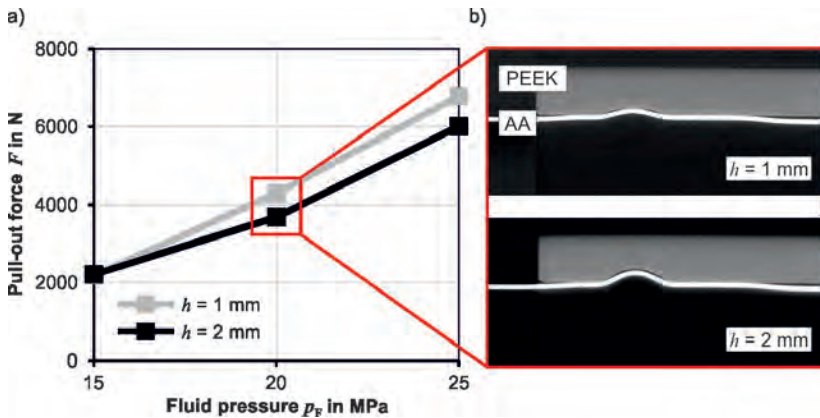 a)
8000
6000
4000
2000
0
15
20
25
Pull-out force F in N
Fluid pressure pF in MPa
h = 1 mm
h = 2 mm
b)
PEEK
AA
h = 1 mm
h = 2 mm